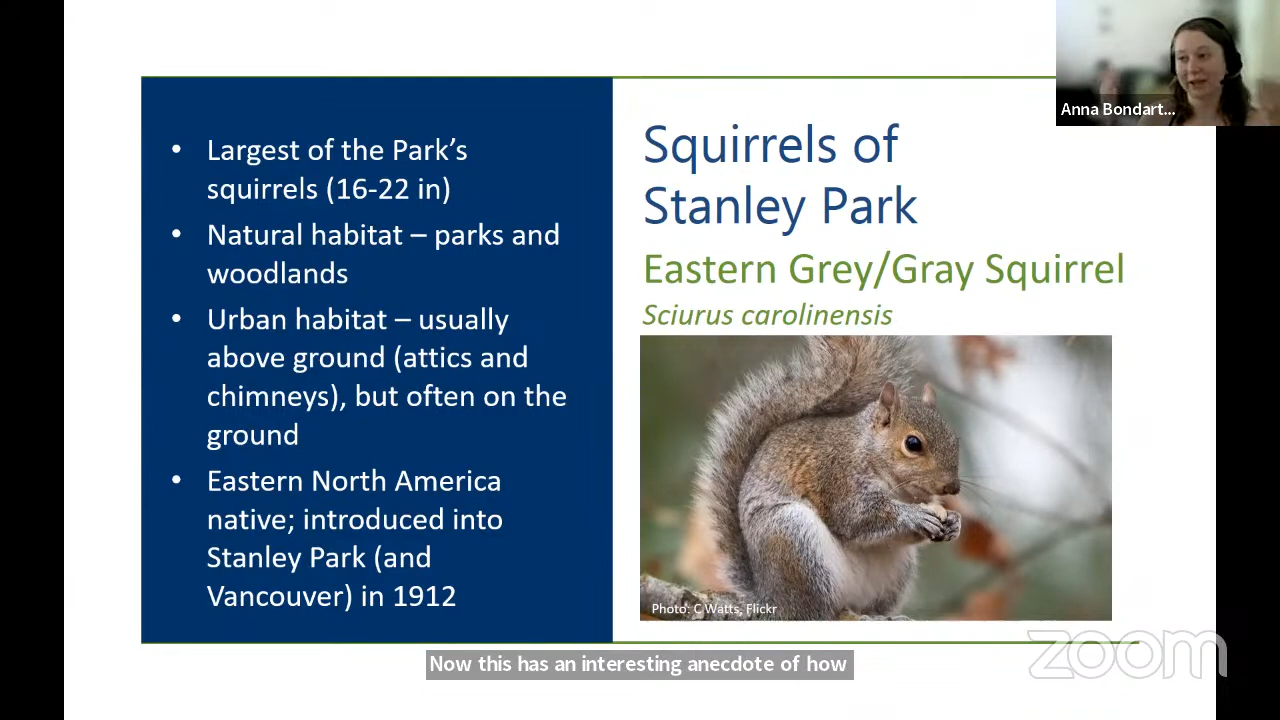 Anna Bondart...
• Largest of the Park's
squirrels (16-22 in)
• Natural habitat – parks and
woodlands
• Urban habitat – usually
above ground (attics and
chimneys), but often on the
ground
• Eastern North America
native; introduced into
Stanley Park (and
Vancouver) in 1912
Squirrels of
Stanley Park
Eastern Grey/Gray Squirrel
Sciurus carolinensis
Photo: C Watts, Flickr
zoom
Now this has an interesting anecdote of how